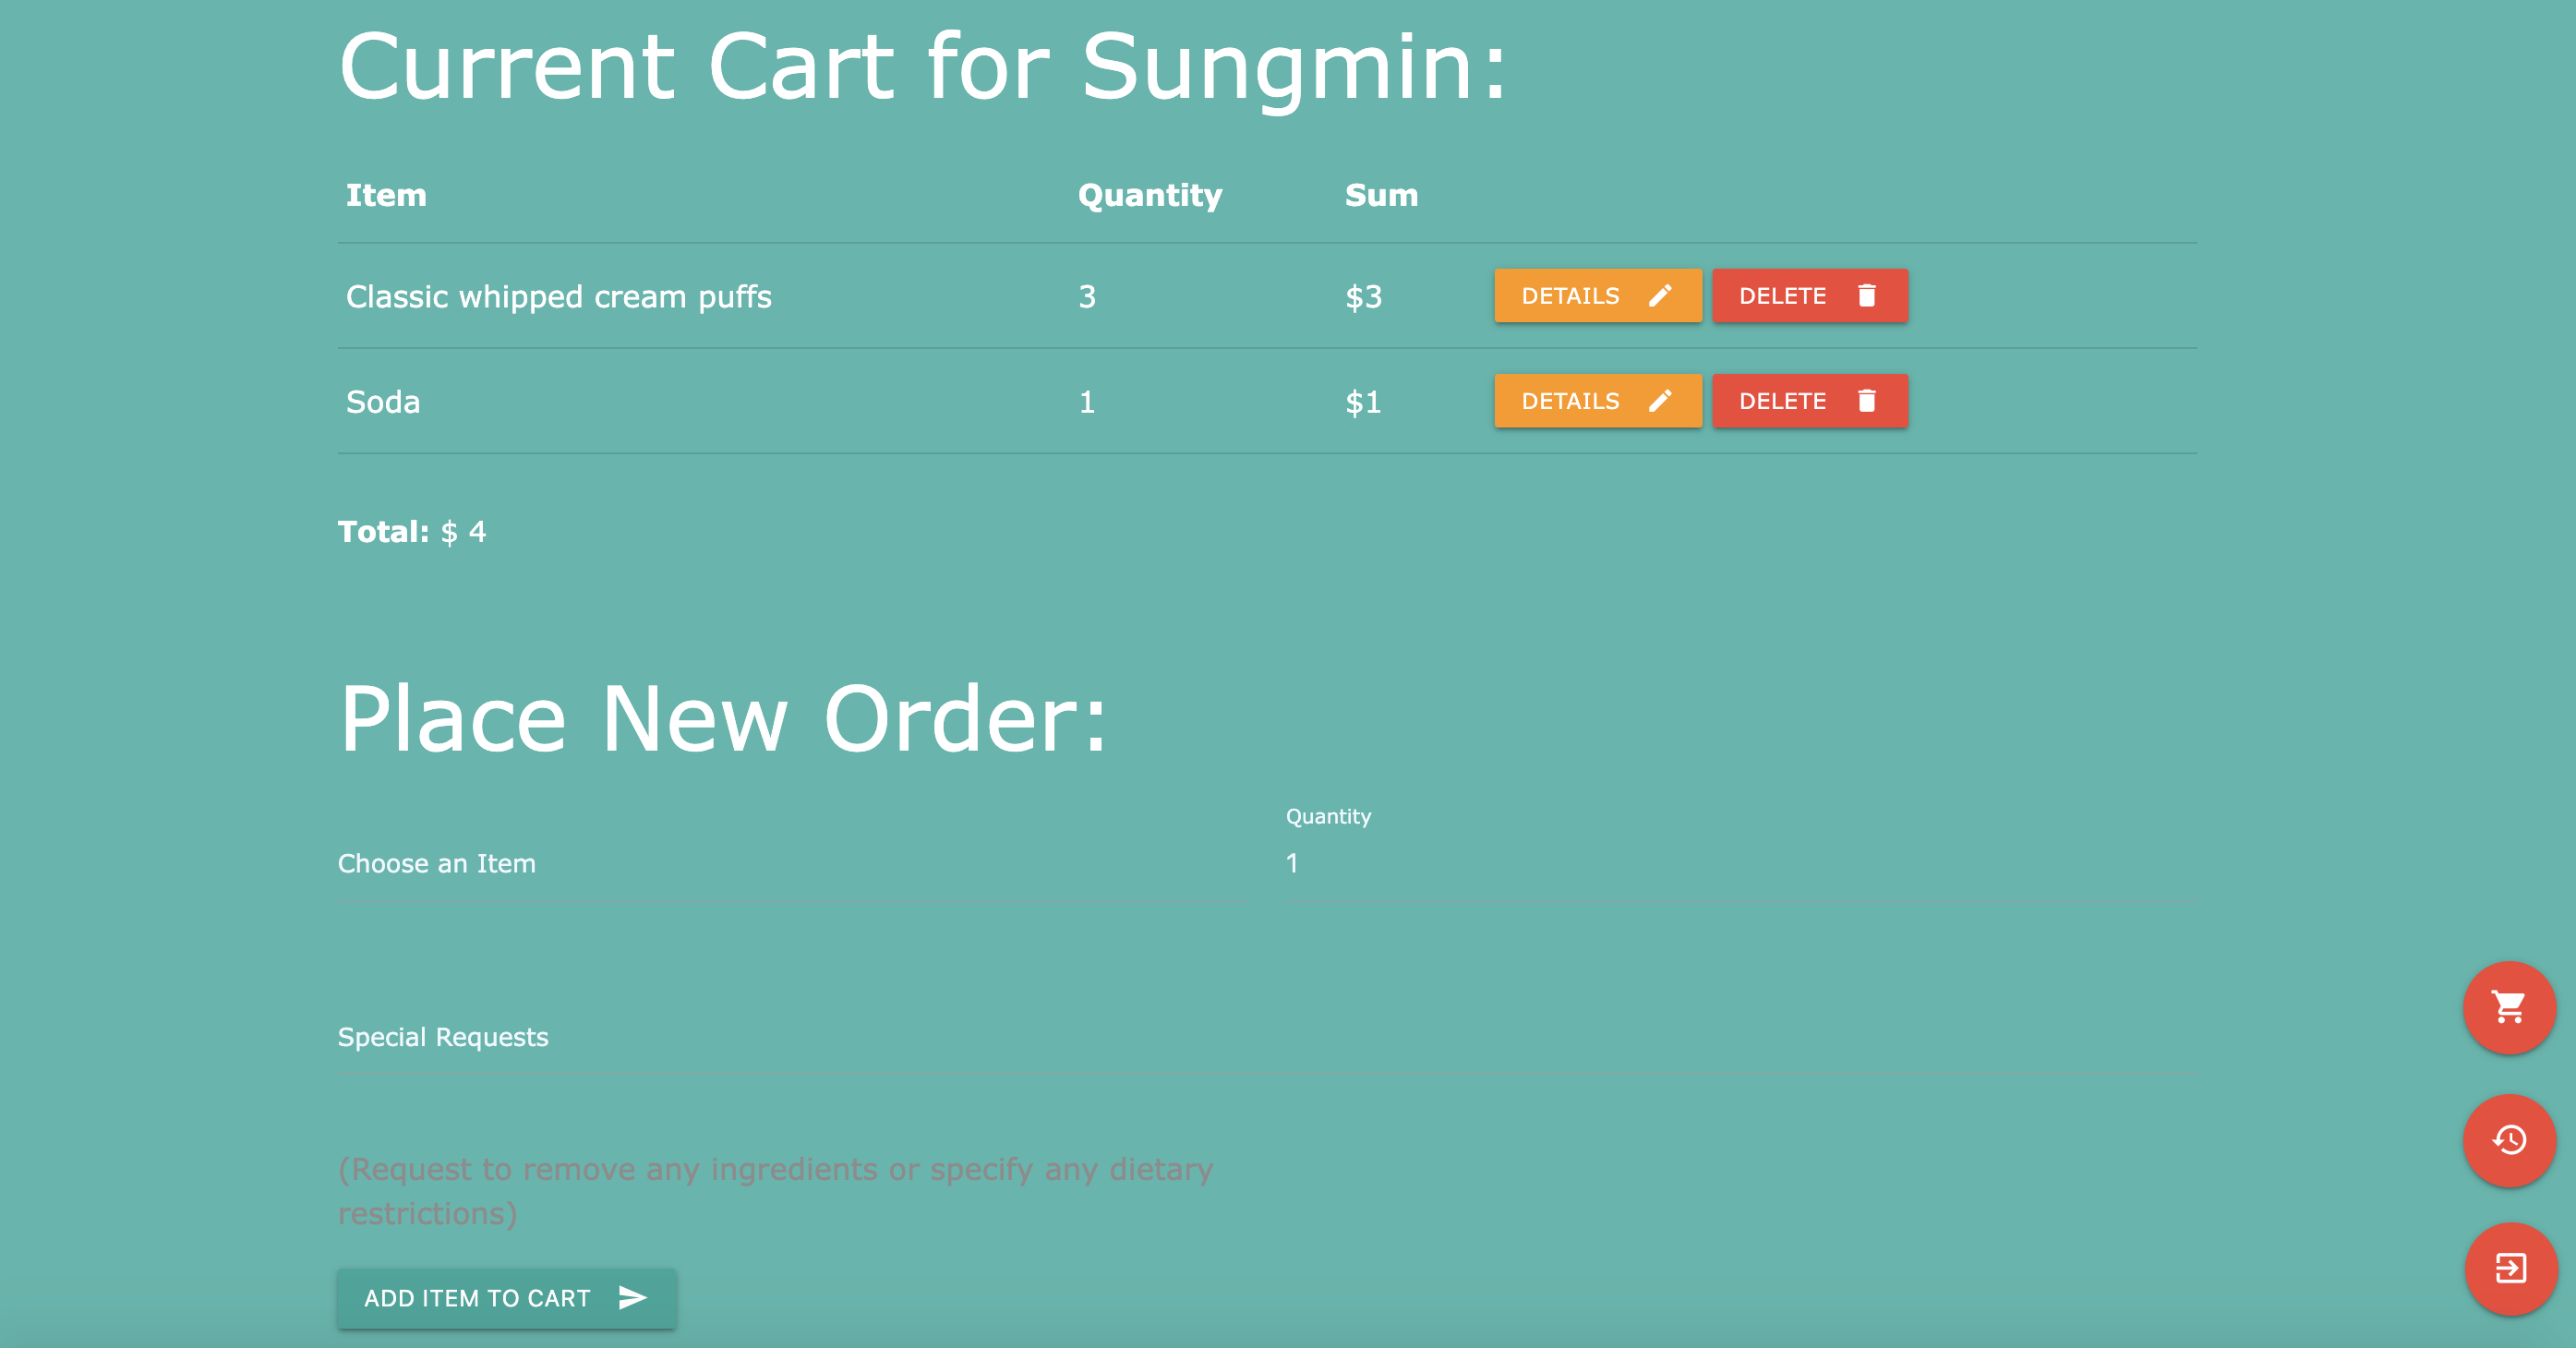 Current Cart for Sungmin:
Item Quantity Sum
Classic whipped cream puffs 3 $3 DETAILS DELETE
Soda 1 $1 DETAILS DELETE
Total: $ 4
Place New Order:
Quantity
Choose an Item 1
Special Requests
(Request to remove any ingredients or specify any dietary
restrictions)
ADD ITEM TO CART